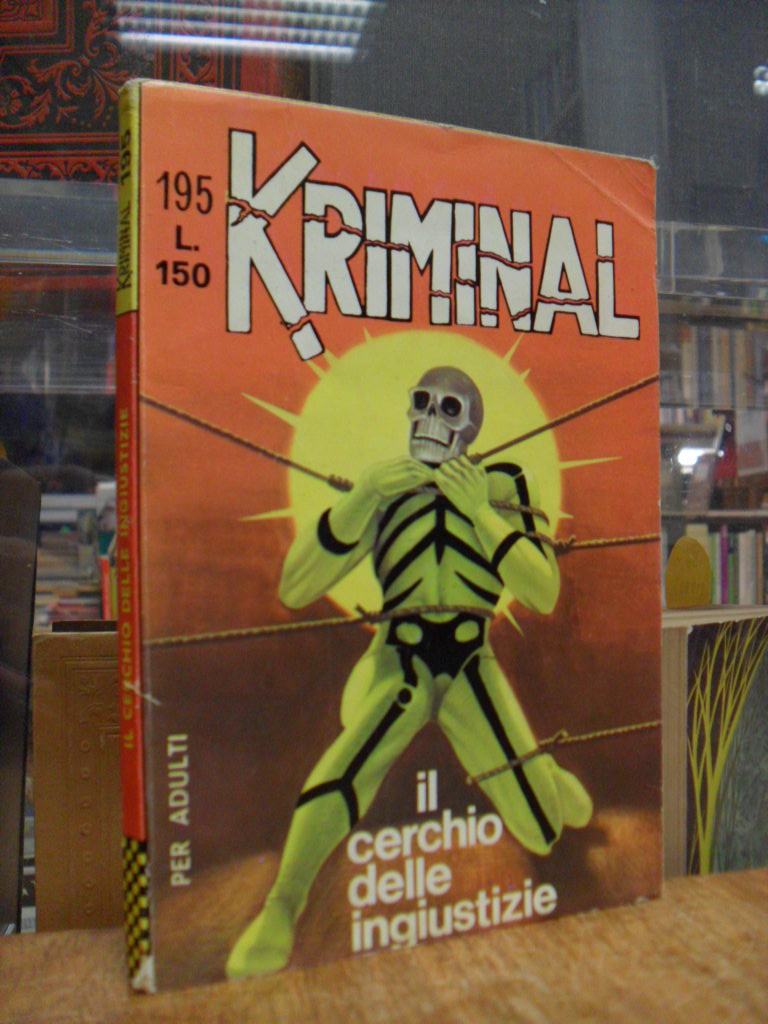 KRIMINAL 195
IL CERCHIO DELLE INGIUSTIZIE
195
L.
150
KRIMINAL
PER ADULTI
il
cerchio
delle
ingiustizie